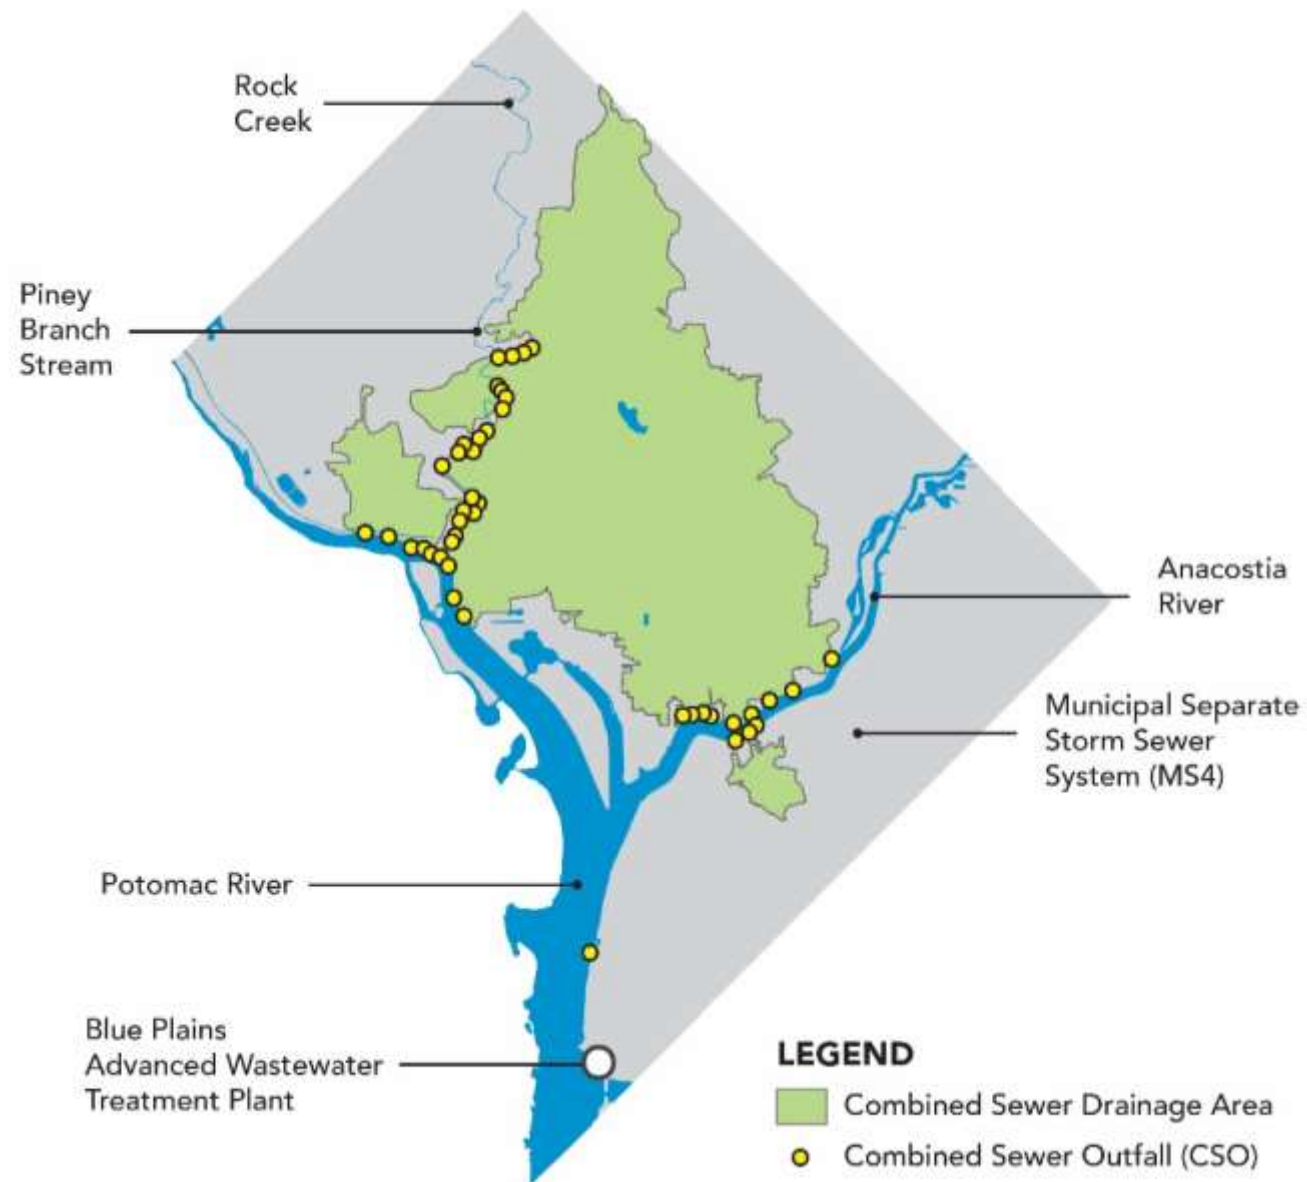 Rock
Creek
Piney
Branch
Stream
Anacostia
River
Municipal Separate
Storm Sewer
System (MS4)
Potomac River
Blue Plains
Advanced Wastewater
Treatment Plant
LEGEND
Combined Sewer Drainage Area
Combined Sewer Outfall (CSO)